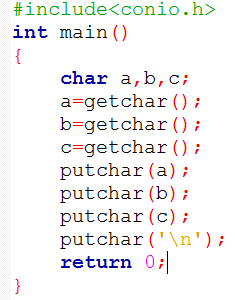 #include<conio.h>
int main()
{
    char a,b,c;
    a=getchar();
    b=getchar();
    c=getchar();
    putchar(a);
    putchar(b);
    putchar(c);
    putchar('\n');
    return 0;
}